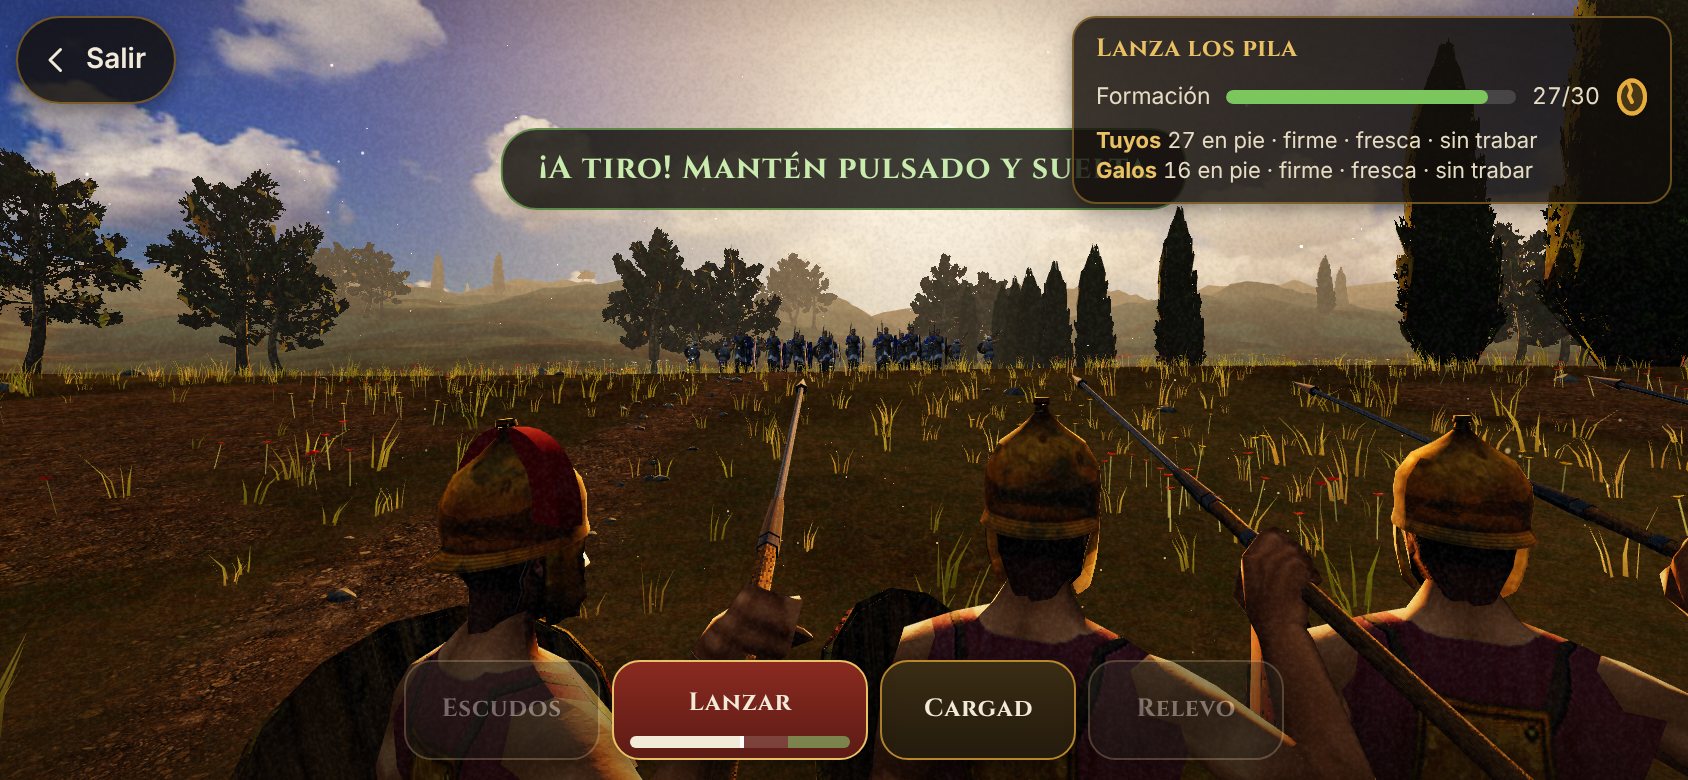 Salir
LANZA LOS PILA
Formación 27/30
¡A TIRO! MANTÉN PULSADO Y
Tuyos 27 en pie · firme · fresca · sin trabar
Galos 16 en pie · firme · fresca · sin trabar
ESCUDOS
LANZAR
CARGAD
RELEVO